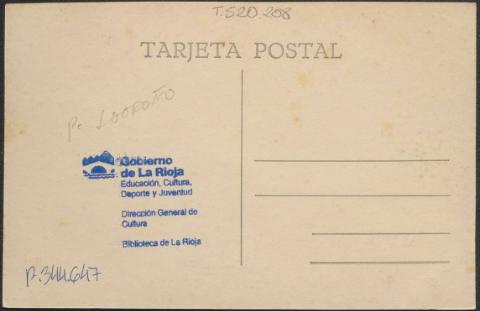 T.S20 208
TARJETA POSTAL
P. LOGROÑO
Gobierno
de La Rioja
Educación, Cultura,
Deporte y Juventud
Dirección General de
Cultura
Biblioteca de La Rioja
P.344647